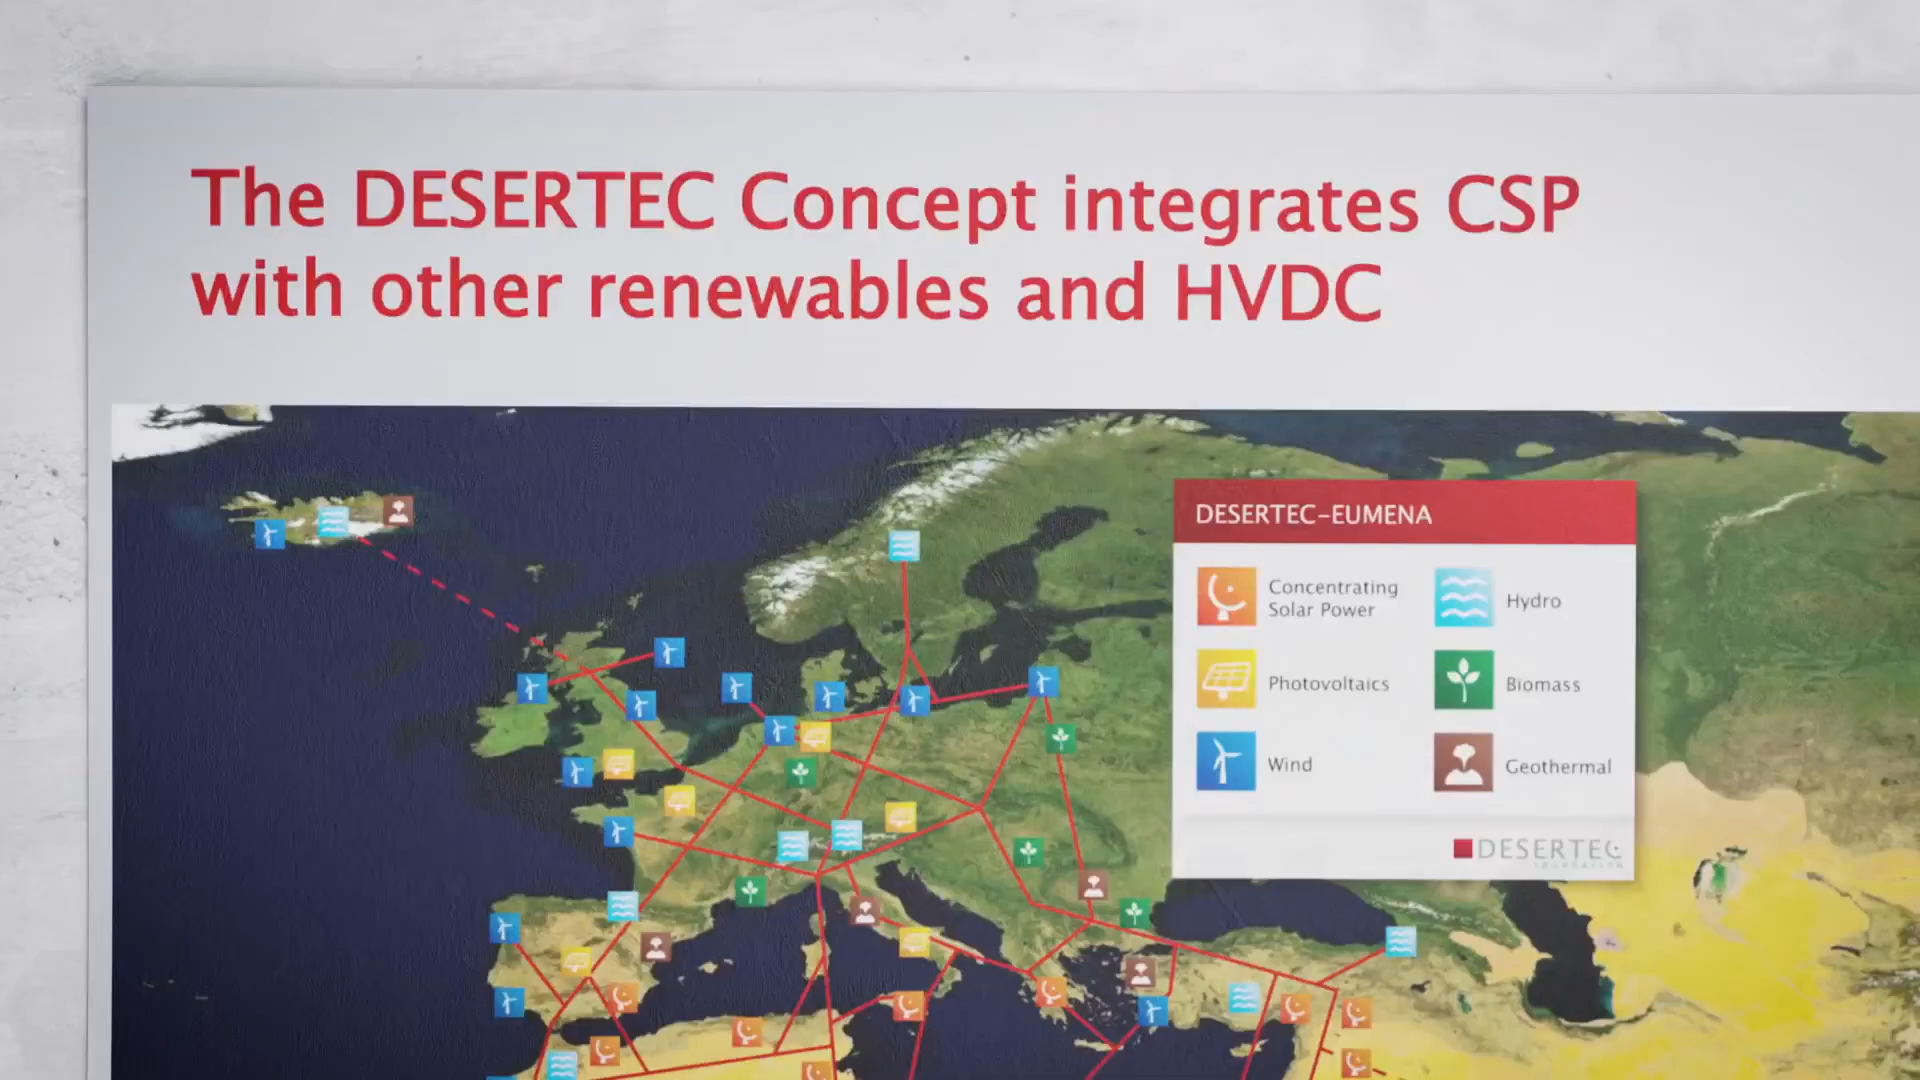 The DESERTEC Concept integrates CSP
with other renewables and HVDC
DESERTEC-EUMENA
Concentrating
Solar Power
Hydro
Photovoltaics
Biomass
Wind
Geothermal
DESERTEC
FOUNDATION